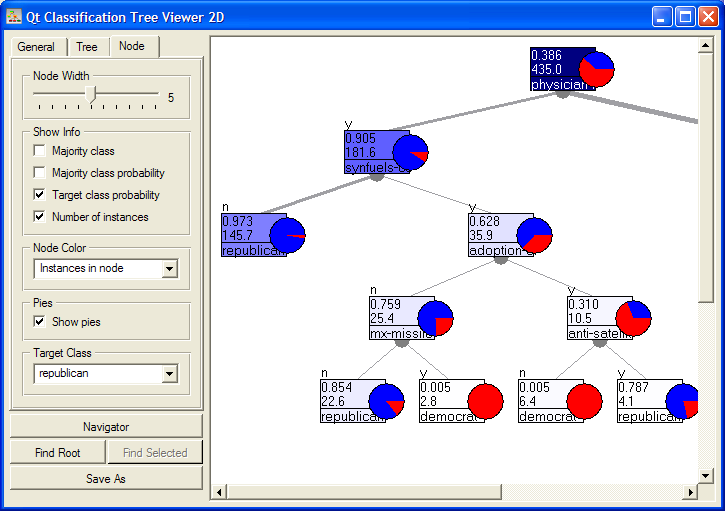 Qt Classification Tree Viewer 2D
General Tree Node
Node Width
5
Show Info
Majority class
Majority class probability
Target class probability
Number of instances
Node Color
Instances in node
Pies
Show pies
Target Class
republican
Navigator
Find Root Find Selected
Save As
0.386
435.0
physician
y
0.905
181.6
synfuels-c
n
0.973
145.7
republican
y
0.628
35.9
adoption-
n
0.759
25.4
mx-missile
y
0.310
10.5
anti-satelli
n
0.854
22.6
republican
y
0.005
2.8
democrat
n
0.005
6.4
democrat
y
0.787
4.1
republican